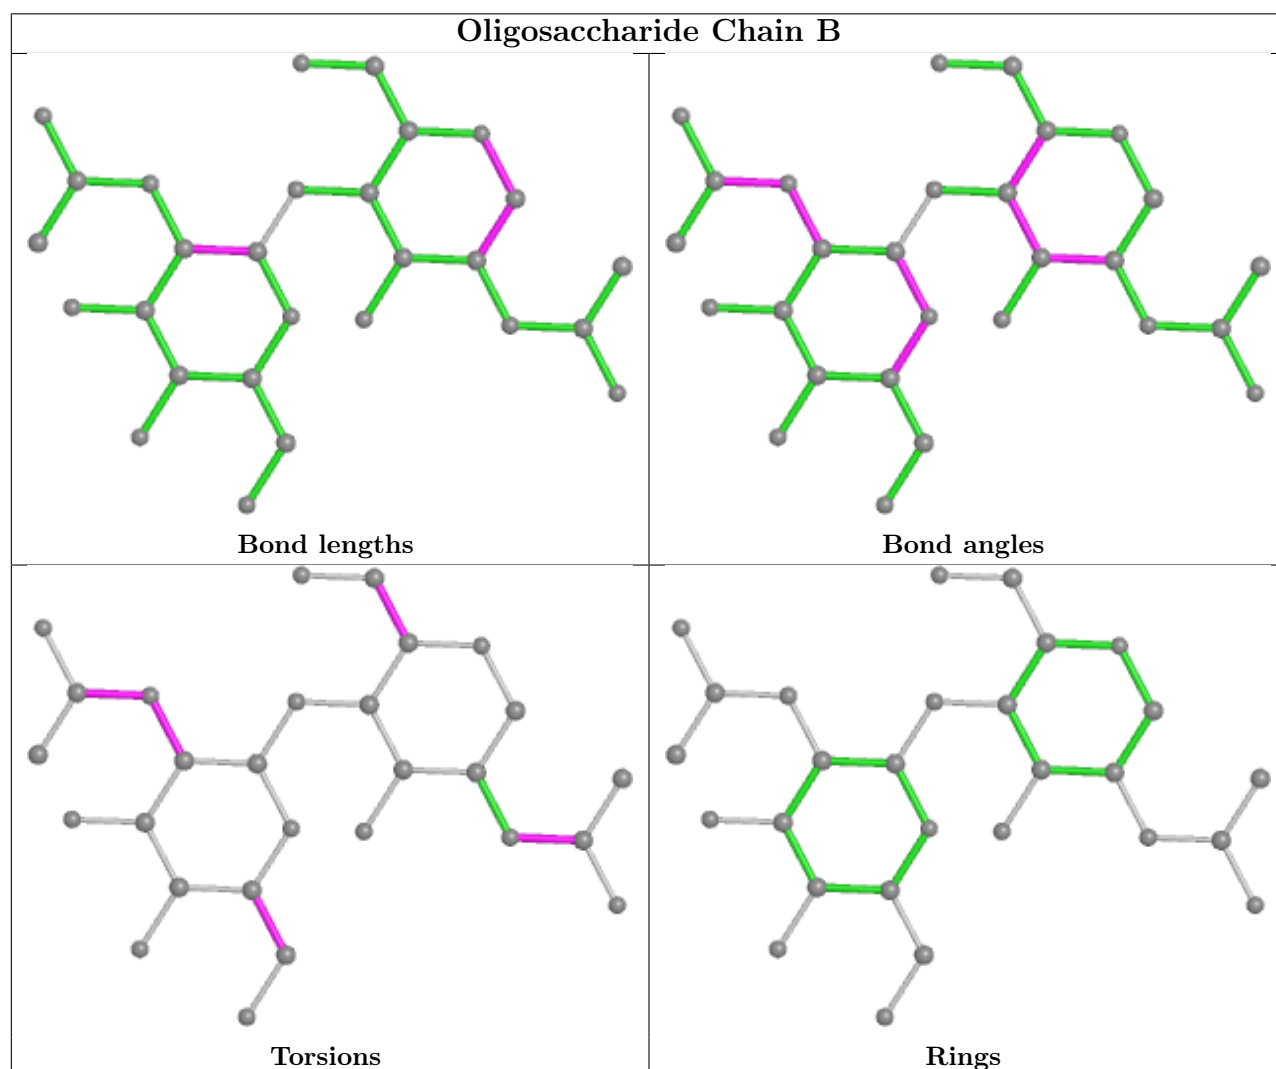 Oligosaccharide Chain B
Bond lengths
Bond angles
Torsions
Rings